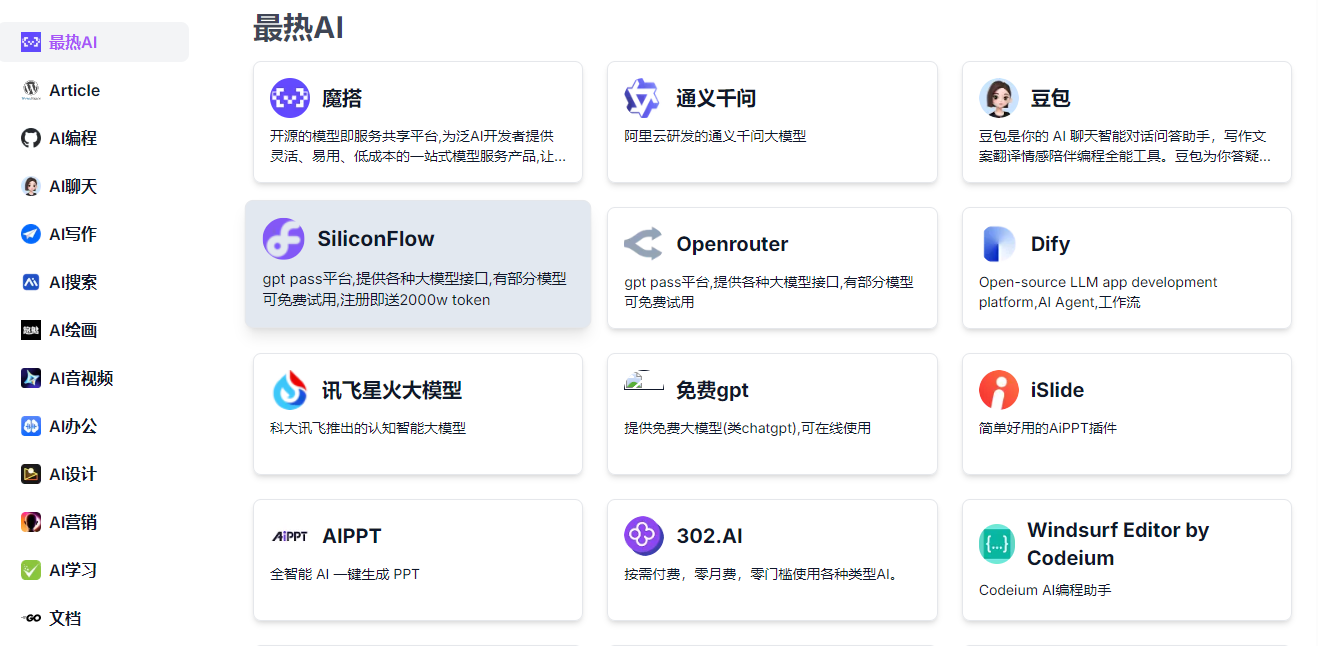 最热AI
Article
AI编程
AI聊天
AI写作
AI搜索
AI绘画
AI音视频
AI办公
AI设计
AI营销
AI学习
GO
文档
最热AI
魔搭
开源的模型即服务共享平台,为泛AI开发者提供
灵活、易用、低成本的一站式模型服务产品,让...
通义千问
阿里云研发的通义千问大模型
豆包
豆包是你的 AI 聊天智能对话问答助手，写作文
案翻译情感陪伴编程全能工具。豆包为你答疑...
SiliconFlow
gpt pass平台,提供各种大模型接口,有部分模型
可免费试用,注册即送2000w token
Openrouter
gpt pass平台,提供各种大模型接口,有部分模型
可免费试用
Dify
Open-source LLM app development
platform,AI Agent,工作流
讯飞星火大模型
科大讯飞推出的认知智能大模型
免费gpt
提供免费大模型(类chatgpt),可在线使用
iSlide
简单好用的AiPPT插件
AiPPT
AIPPT
全智能 AI 一键生成 PPT
302.AI
按需付费，零月费，零门槛使用各种类型AI。
Windsurf Editor by
Codeium
Codeium AI编程助手